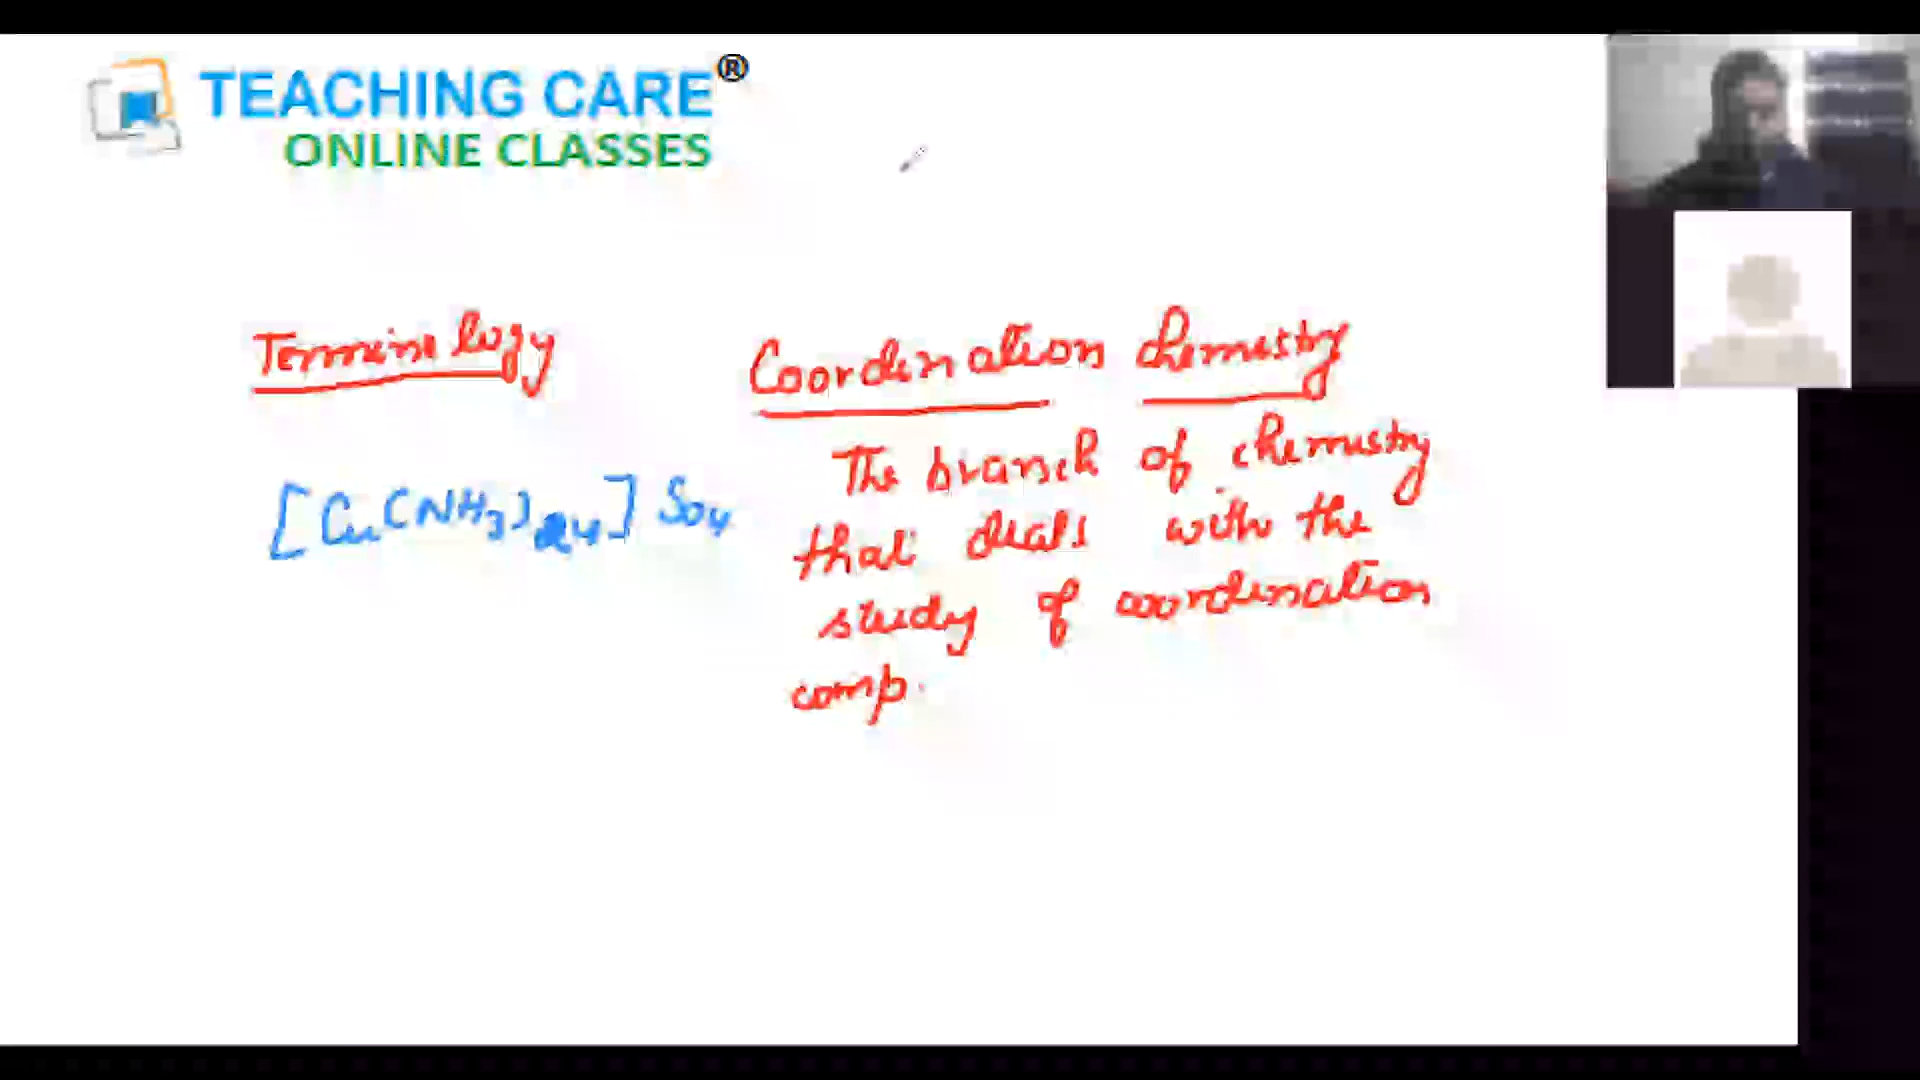 TEACHING CARE®
ONLINE CLASSES
Terminology
Coordination chemistry
The branch of chemistry
that deals with the
study of coordination
comp.
[Cu(NH3)4] SO4